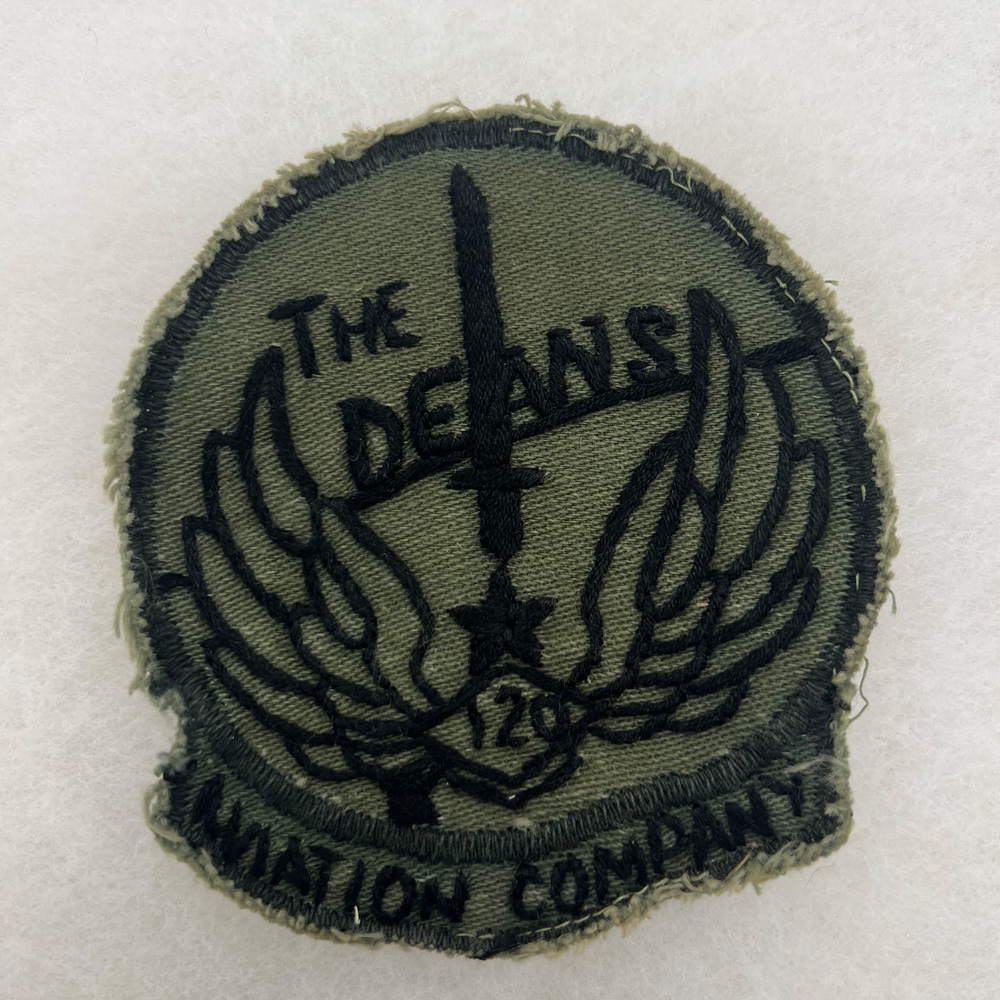 THE
DEANS
120
AVIATION COMPANY